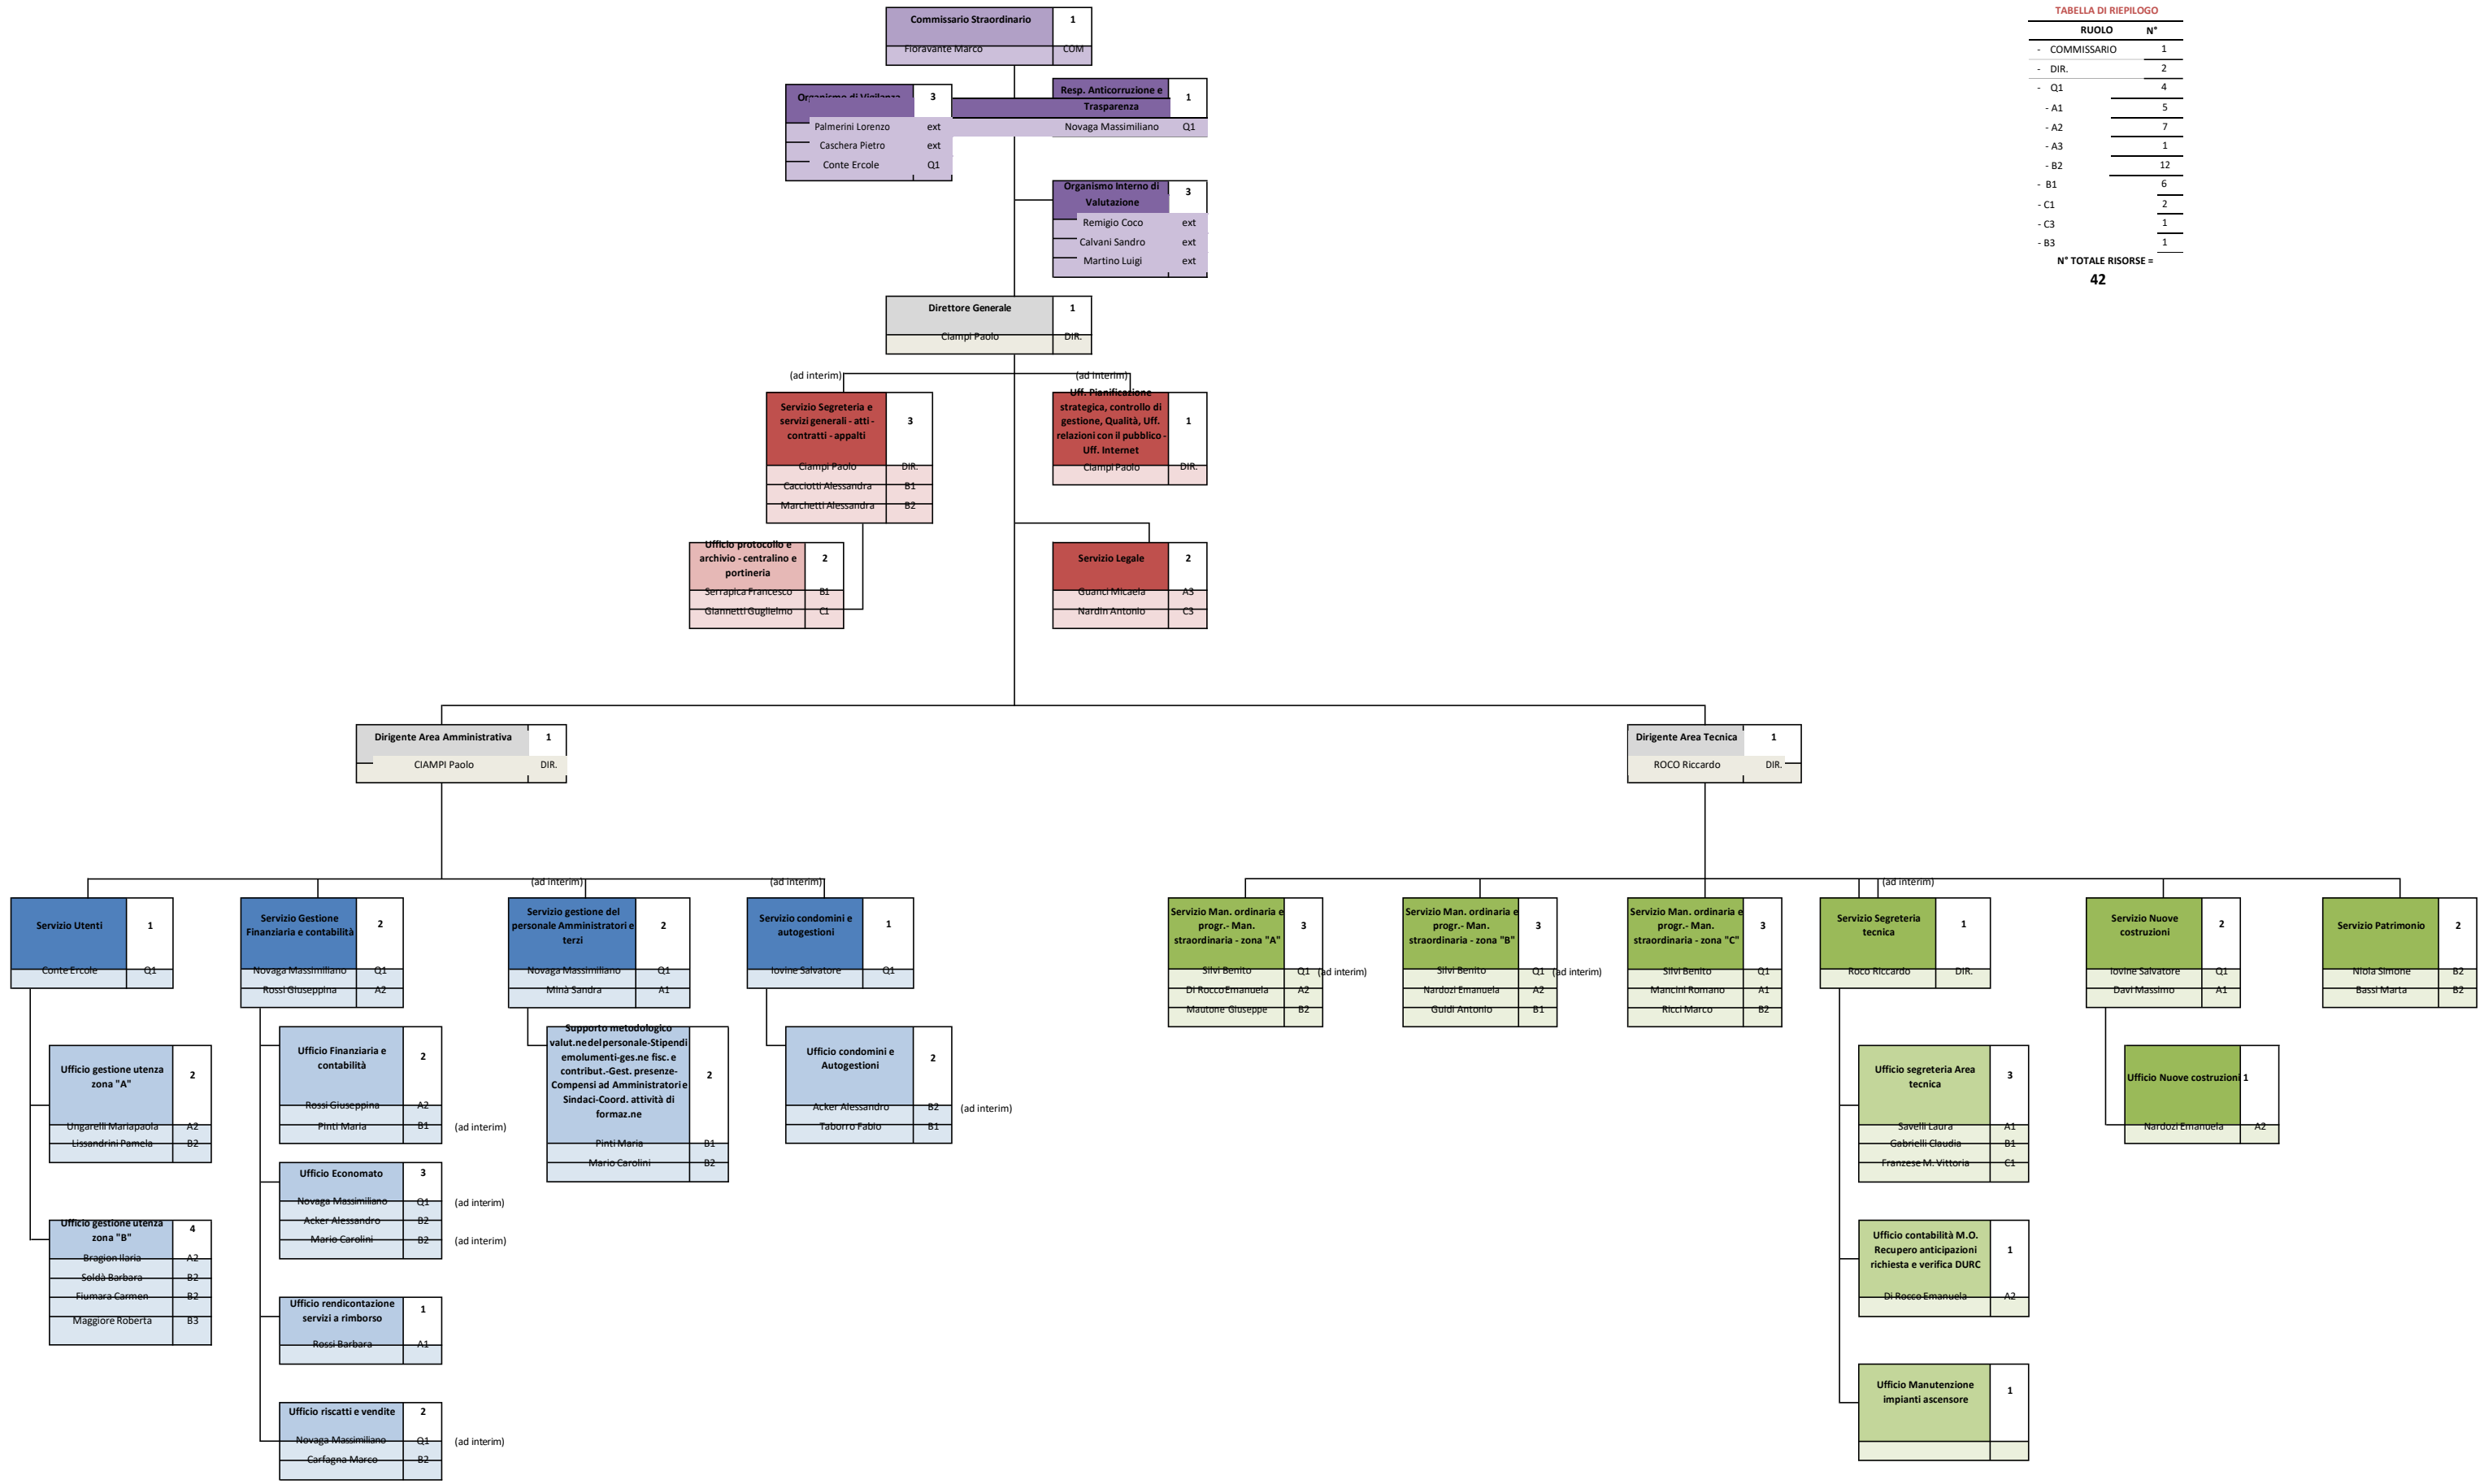 Commissario Straordinario 1
Fioravante Marco COM
TABELLA DI RIEPILOGO
RUOLO N°
- COMMISSARIO 1
- DIR. 2
- Q1 4
- A1 5
- A2 7
- A3 1
- B2 12
- B1 6
- C1 2
- C3 1
- B3 1
N° TOTALE RISORSE =
42
Organismo di Vigilanza 3
Palmerini Lorenzo ext
Caschera Pietro ext
Conte Ercole Q1
Resp. Anticorruzione e
Trasparenza 1
Novaga Massimiliano Q1
Organismo Interno di
Valutazione 3
Remigio Coco ext
Calvani Sandro ext
Martino Luigi ext
Direttore Generale 1
Ciampi Paolo DIR.
(ad interim)
Servizio Segreteria e
servizi generali - atti -
contratti - appalti 3
Ciampi Paolo DIR.
Cacciotti Alessandra B1
Marchetti Alessandra B2
(ad interim)
Uff. Pianificazione
strategica, controllo di
gestione, Qualità, Uff.
relazioni con il pubblico -
Uff. Internet 1
Ciampi Paolo DIR.
Ufficio protocollo e
archivio - centralino e
portineria 2
Serrapica Francesco B1
Giannetti Guglielmo C1
Servizio Legale 2
Guanci Micaela A3
Nardin Antonio C3
Dirigente Area Amministrativa 1
CIAMPI Paolo DIR.
Dirigente Area Tecnica 1
ROCO Riccardo DIR.
Servizio Utenti 1
Conte Ercole Q1
Servizio Gestione
Finanziaria e contabilità 2
Novaga Massimiliano Q1
Rossi Giuseppina A2
(ad interim)
Servizio gestione del
personale Amministratori e
terzi 2
Novaga Massimiliano Q1
Minà Sandra A1
(ad interim)
Servizio condomini e
autogestioni 1
Iovine Salvatore Q1
Servizio Man. ordinaria e
progr.- Man.
straordinaria - zona "A" 3
Silvi Benito Q1 (ad interim)
Di Rocco Emanuela A2
Mautone Giuseppe B2
Servizio Man. ordinaria e
progr.- Man.
straordinaria - zona "B" 3
Silvi Benito Q1 (ad interim)
Nardozi Emanuela A2
Guidi Antonio B1
Servizio Man. ordinaria e
progr.- Man.
straordinaria - zona "C" 3
Silvi Benito Q1
Mancini Romano A1
Ricci Marco B2
(ad interim)
Servizio Segreteria
tecnica 1
Roco Riccardo DIR.
Servizio Nuove
costruzioni 2
Iovine Salvatore Q1
Davi Massimo A1
Servizio Patrimonio 2
Niola Simone B2
Bassi Marta B2
Ufficio gestione utenza
zona "A" 2
Ungarelli Mariapaola A2
Lissandrini Pamela B2
Ufficio gestione utenza
zona "B" 4
Bragion Ilaria A2
Soldà Barbara B2
Fiumara Carmen B2
Maggiore Roberta B3
Ufficio Finanziaria e
contabilità 2
Rossi Giuseppina A2
Pinti Maria B1 (ad interim)
Ufficio Economato 3
Novaga Massimiliano Q1 (ad interim)
Acker Alessandro B2
Mario Carolini B2 (ad interim)
Ufficio rendicontazione
servizi a rimborso 1
Rossi Barbara A1
Ufficio riscatti e vendite 2
Novaga Massimiliano Q1 (ad interim)
Carfagna Marco B2
Supporto metodologico
valut.ne del personale-Stipendi
emolumenti-ges.ne fisc. e
contribut.-Gest. presenze-
Compensi ad Amministratori e
Sindaci-Coord. attività di
formaz.ne 2
Pinti Maria B1
Mario Carolini B2
Ufficio condomini e
Autogestioni 2
Acker Alessandro B2 (ad interim)
Taborro Fabio B1
Ufficio segreteria Area
tecnica 3
Savelli Laura A1
Gabrielli Claudia B1
Franzese M. Vittoria C1
Ufficio contabilità M.O.
Recupero anticipazioni
richiesta e verifica DURC 1
Di Rocco Emanuela A2
Ufficio Manutenzione
impianti ascensore 1
Ufficio Nuove costruzioni 1
Nardozi Emanuela A2